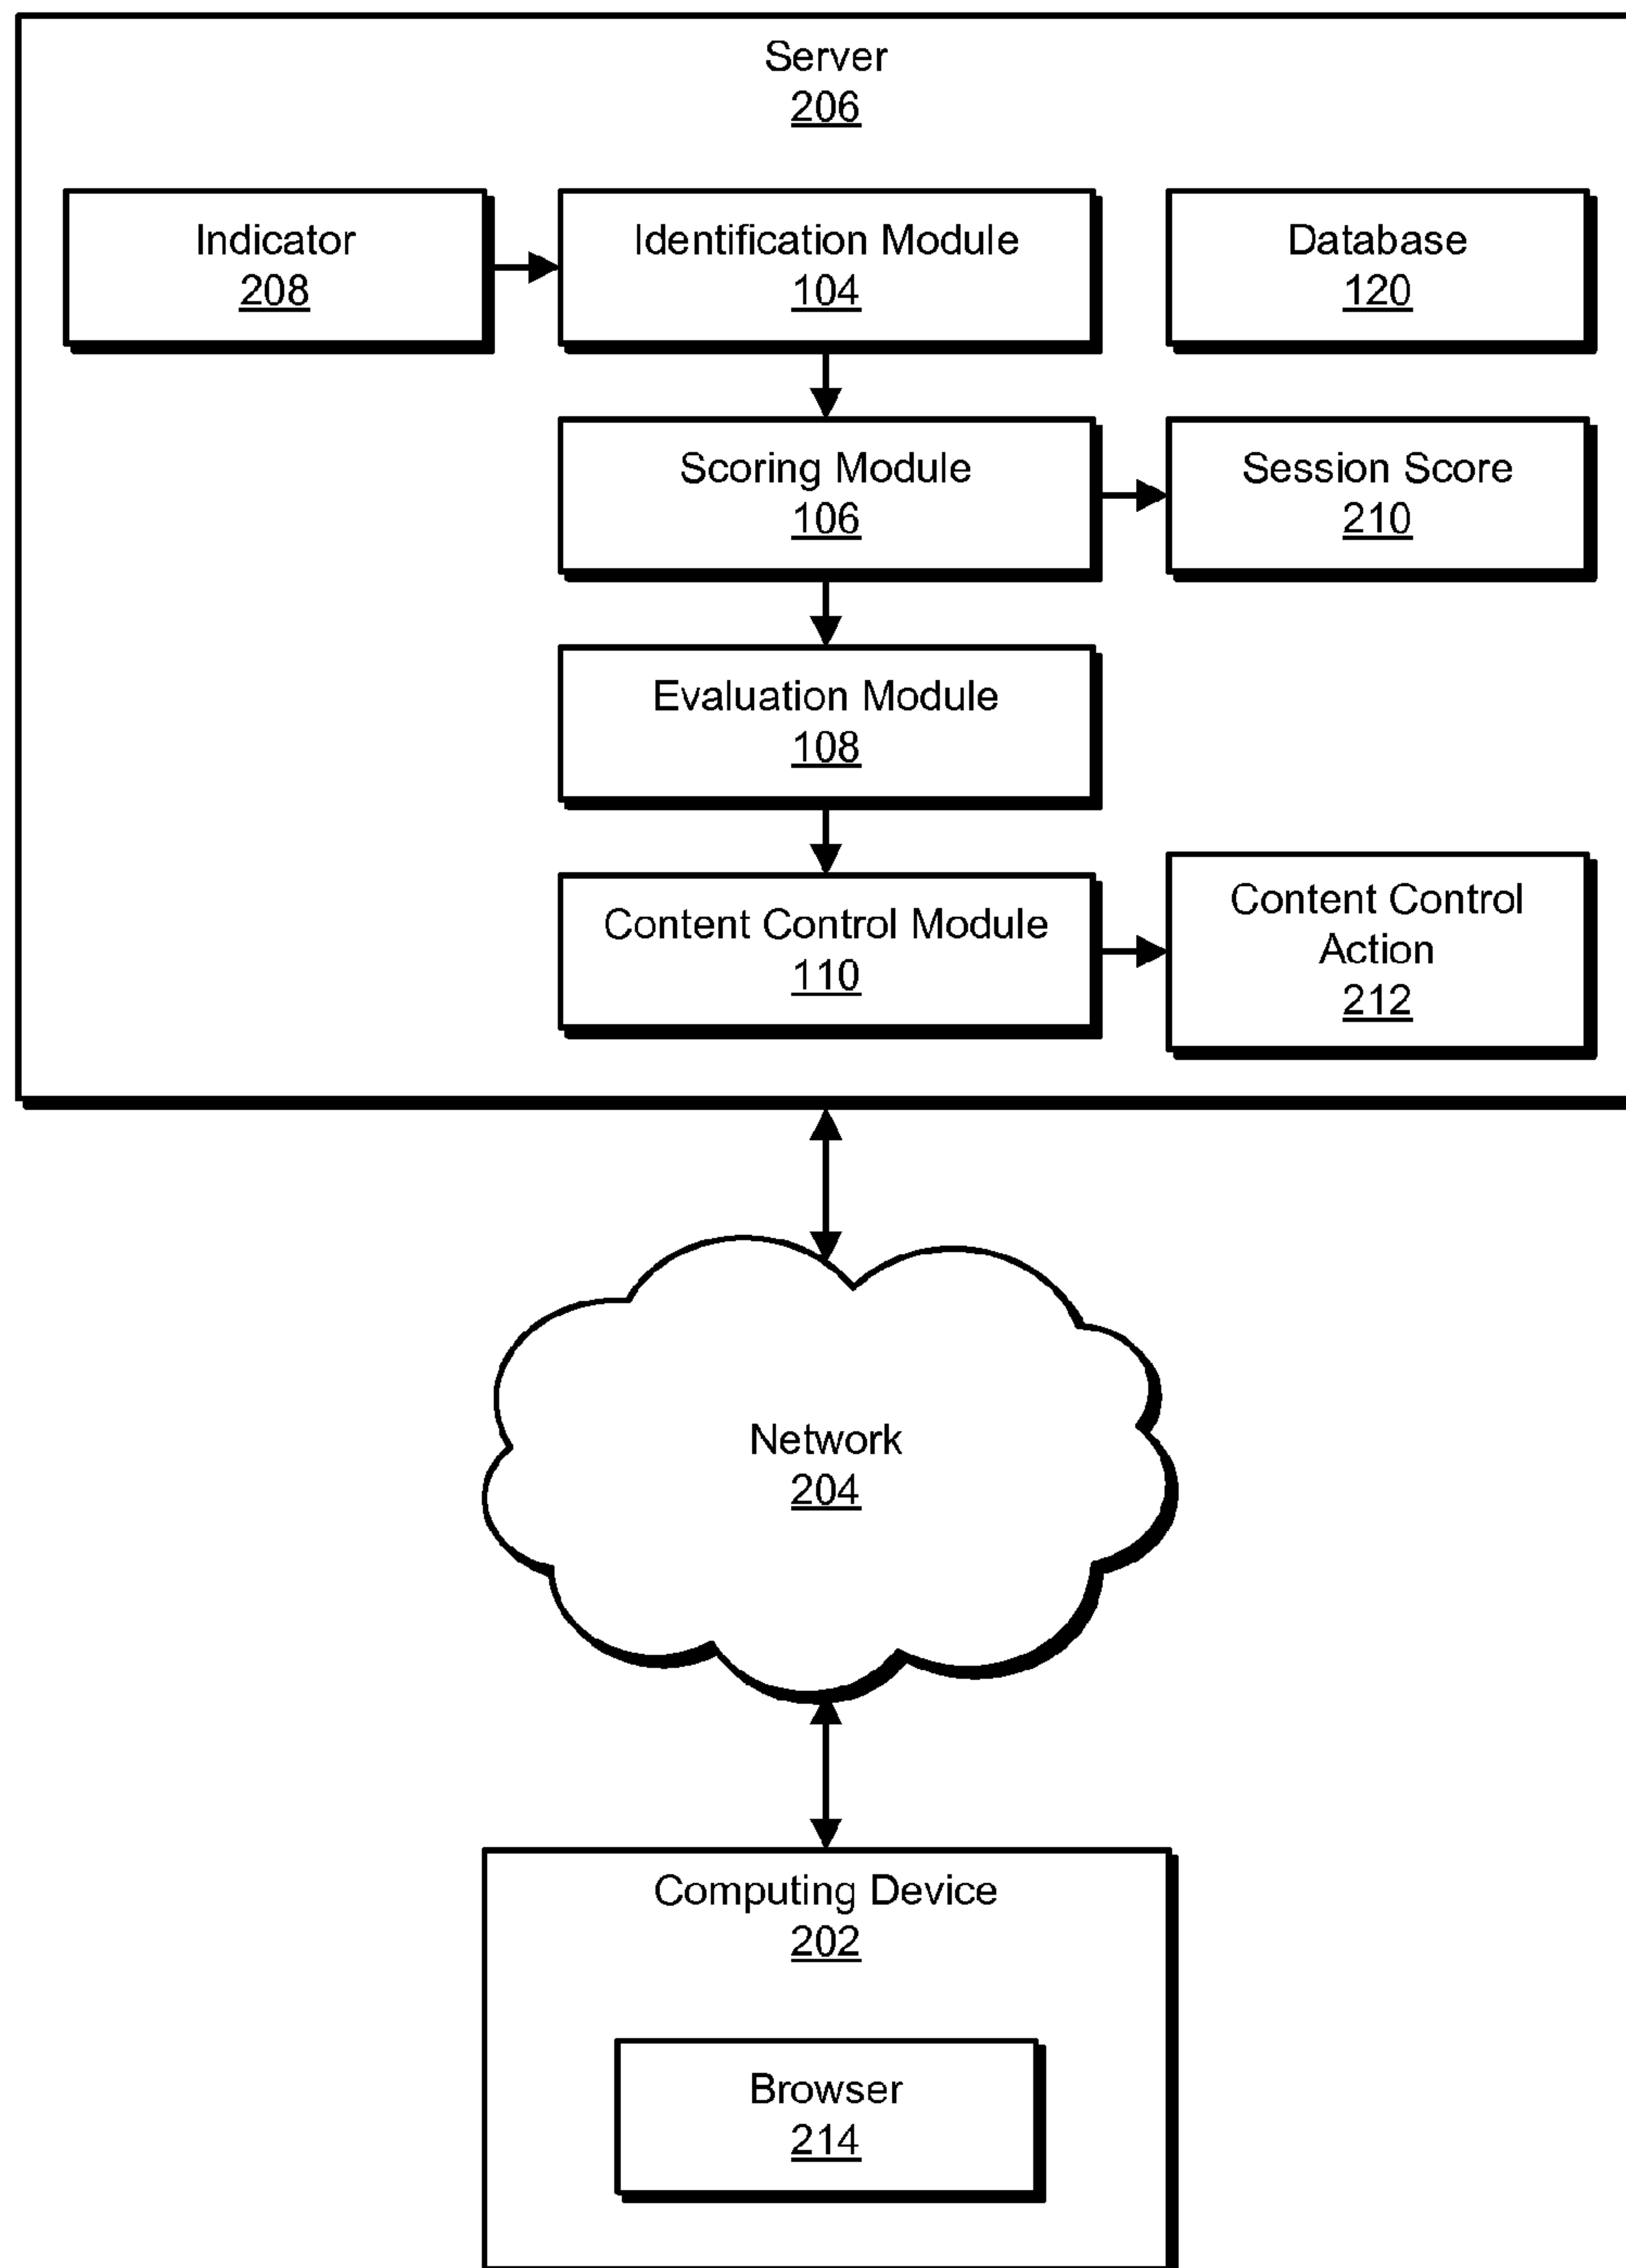 Server
206
Indicator
208
Identification Module
104
Database
120
Scoring Module
106
Session Score
210
Evaluation Module
108
Content Control Module
110
Content Control
Action
212
Network
204
Computing Device
202
Browser
214